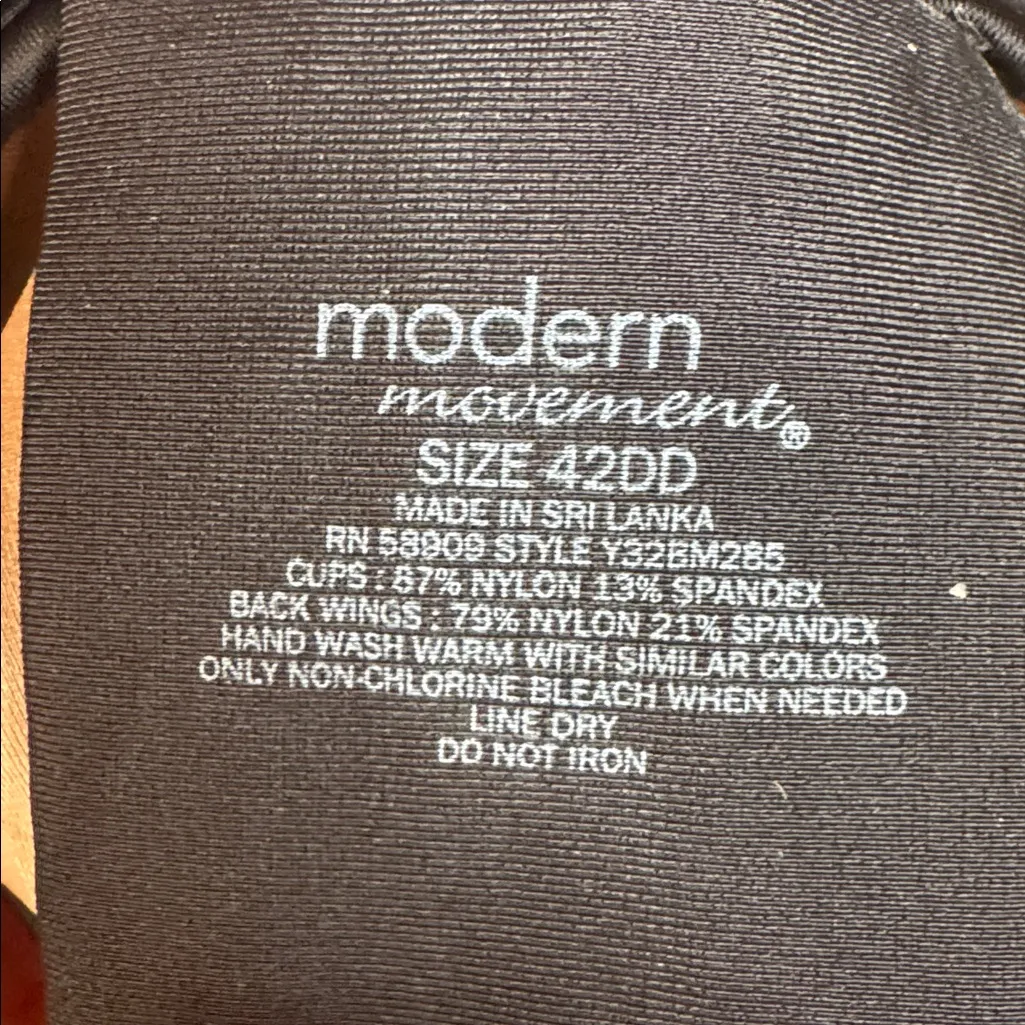 modern
movement®
SIZE 42DD
MADE IN SRI LANKA
RN 58909 STYLE Y32BM285
CUPS : 87% NYLON 13% SPANDEX
BACK WINGS : 79% NYLON 21% SPANDEX
HAND WASH WARM WITH SIMILAR COLORS
ONLY NON-CHLORINE BLEACH WHEN NEEDED
LINE DRY
DO NOT IRON